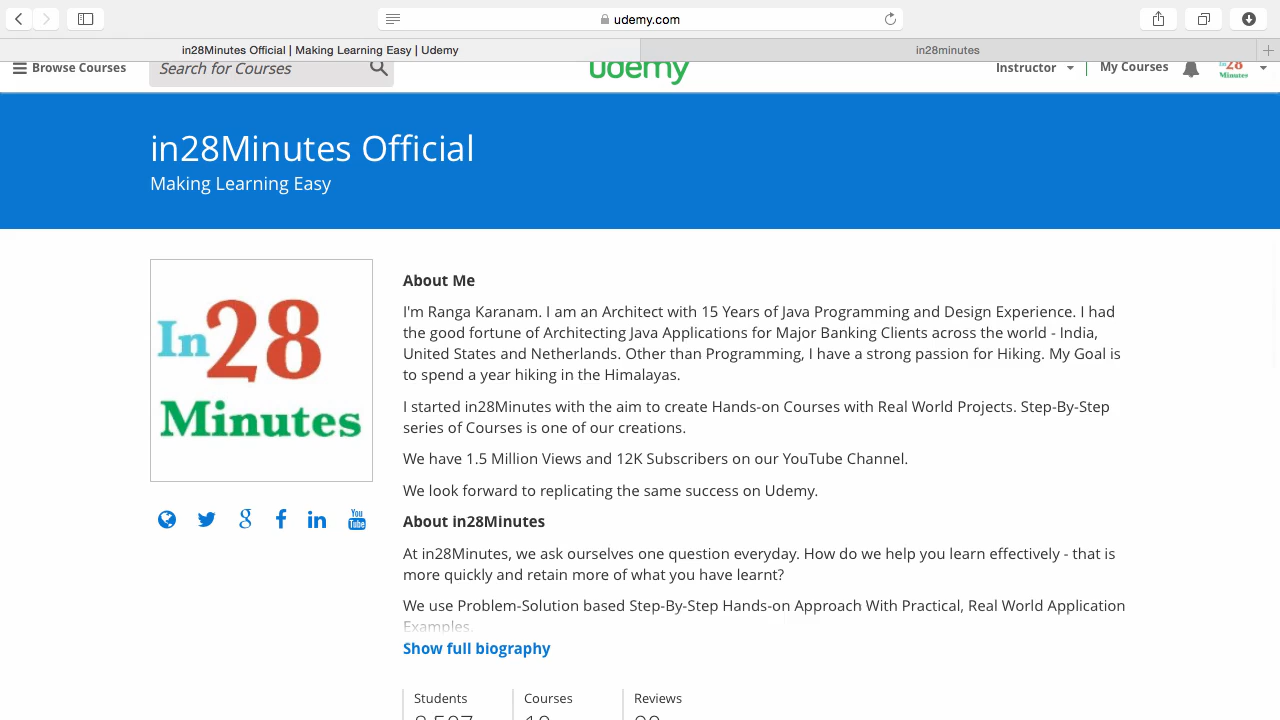 udemy.com
in28Minutes Official | Making Learning Easy | Udemy
in28minutes
Browse Courses
Search for Courses
udemy
Instructor
My Courses
in28
Minutes
in28Minutes Official
Making Learning Easy
In28
Minutes
About Me
I'm Ranga Karanam. I am an Architect with 15 Years of Java Programming and Design Experience. I had
the good fortune of Architecting Java Applications for Major Banking Clients across the world - India,
United States and Netherlands. Other than Programming, I have a strong passion for Hiking. My Goal is
to spend a year hiking in the Himalayas.
I started in28Minutes with the aim to create Hands-on Courses with Real World Projects. Step-By-Step
series of Courses is one of our creations.
We have 1.5 Million Views and 12K Subscribers on our YouTube Channel.
We look forward to replicating the same success on Udemy.
You
Tube
About in28Minutes
At in28Minutes, we ask ourselves one question everyday. How do we help you learn effectively - that is
more quickly and retain more of what you have learnt?
We use Problem-Solution based Step-By-Step Hands-on Approach With Practical, Real World Application
Examples.
Show full biography
Students
Courses
Reviews